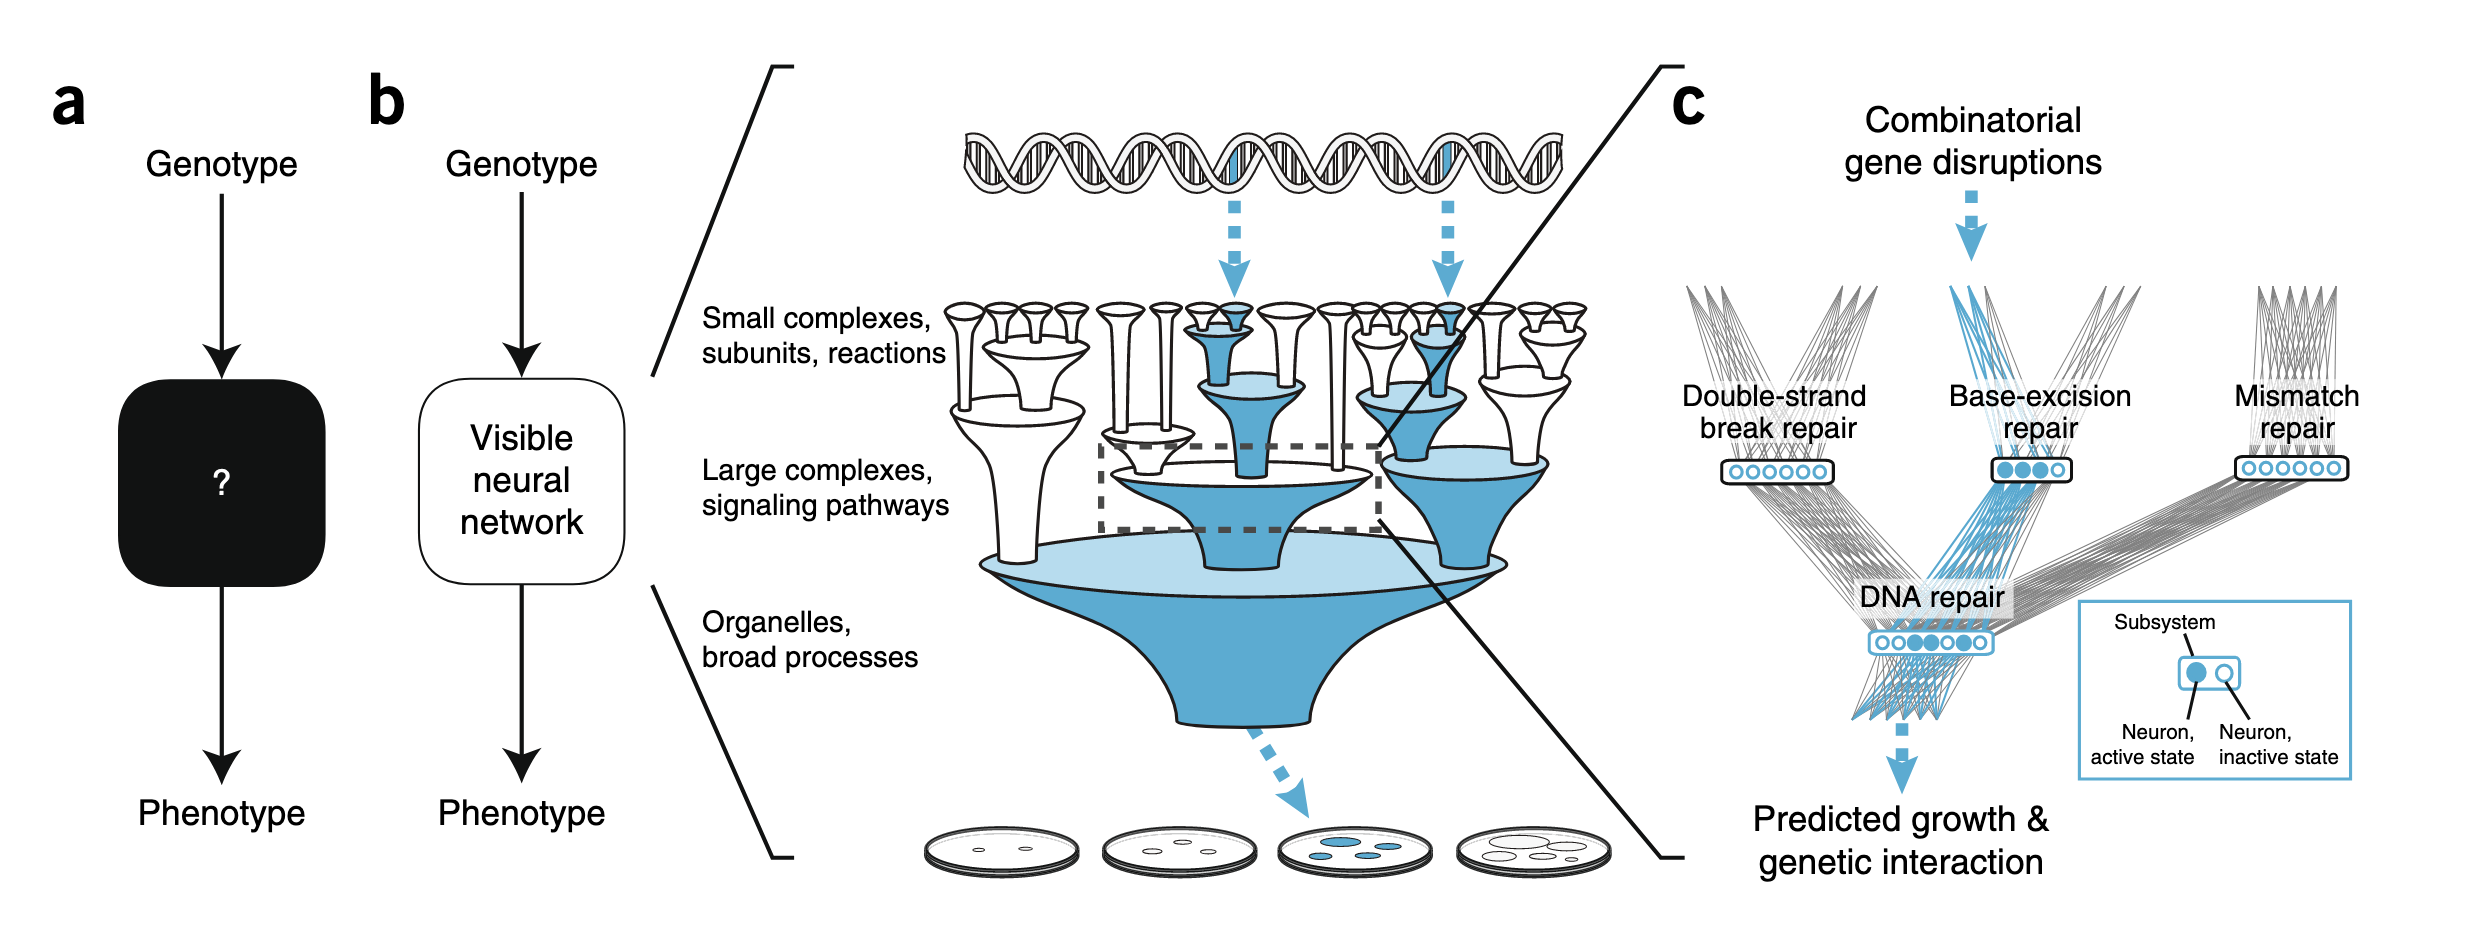 a
Genotype
?
Phenotype
b
Genotype
Visible
neural
network
Phenotype
Small complexes,
subunits, reactions
Large complexes,
signaling pathways
Organelles,
broad processes
c
Combinatorial
gene disruptions
Double-strand
break repair
Base-excision
repair
Mismatch
repair
DNA repair
Subsystem
Neuron,
active state
Neuron,
inactive state
Predicted growth &
genetic interaction